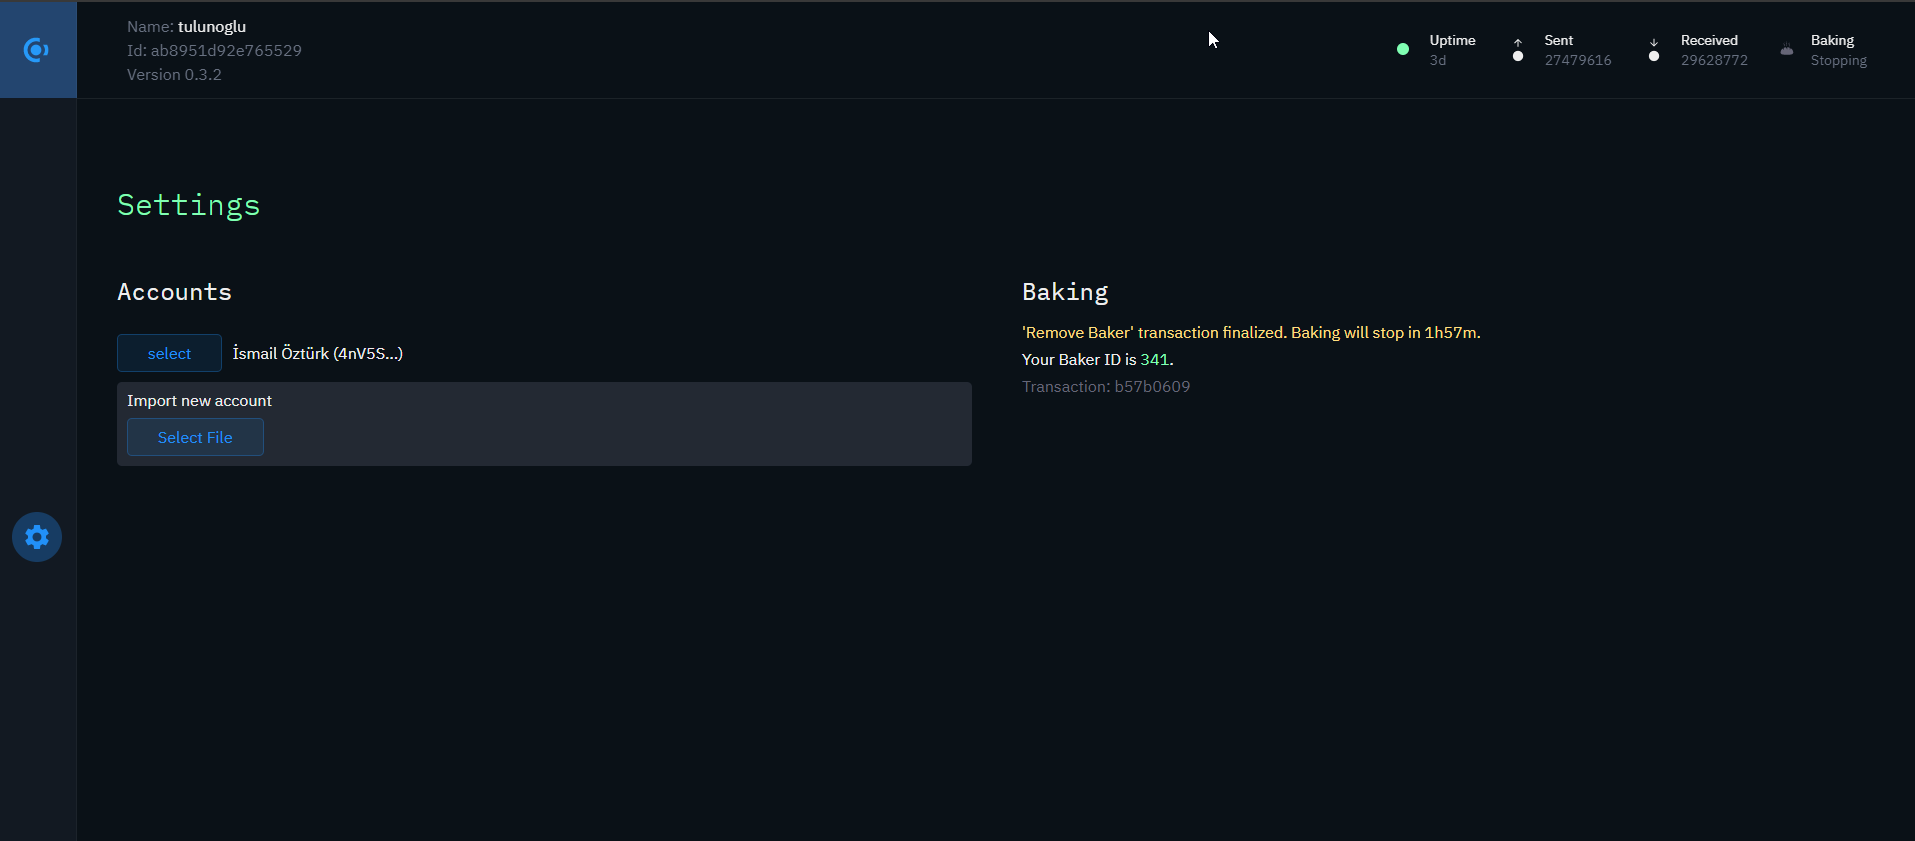 Name: tulunoglu
Id: ab8951d92e765529
Version 0.3.2
Uptime
3d
Sent
27479616
Received
29628772
Baking
Stopping
Settings
Accounts
select İsmail Öztürk (4nV5S...)
Import new account
Select File
Baking
'Remove Baker' transaction finalized. Baking will stop in 1h57m.
Your Baker ID is 341.
Transaction: b57b0609